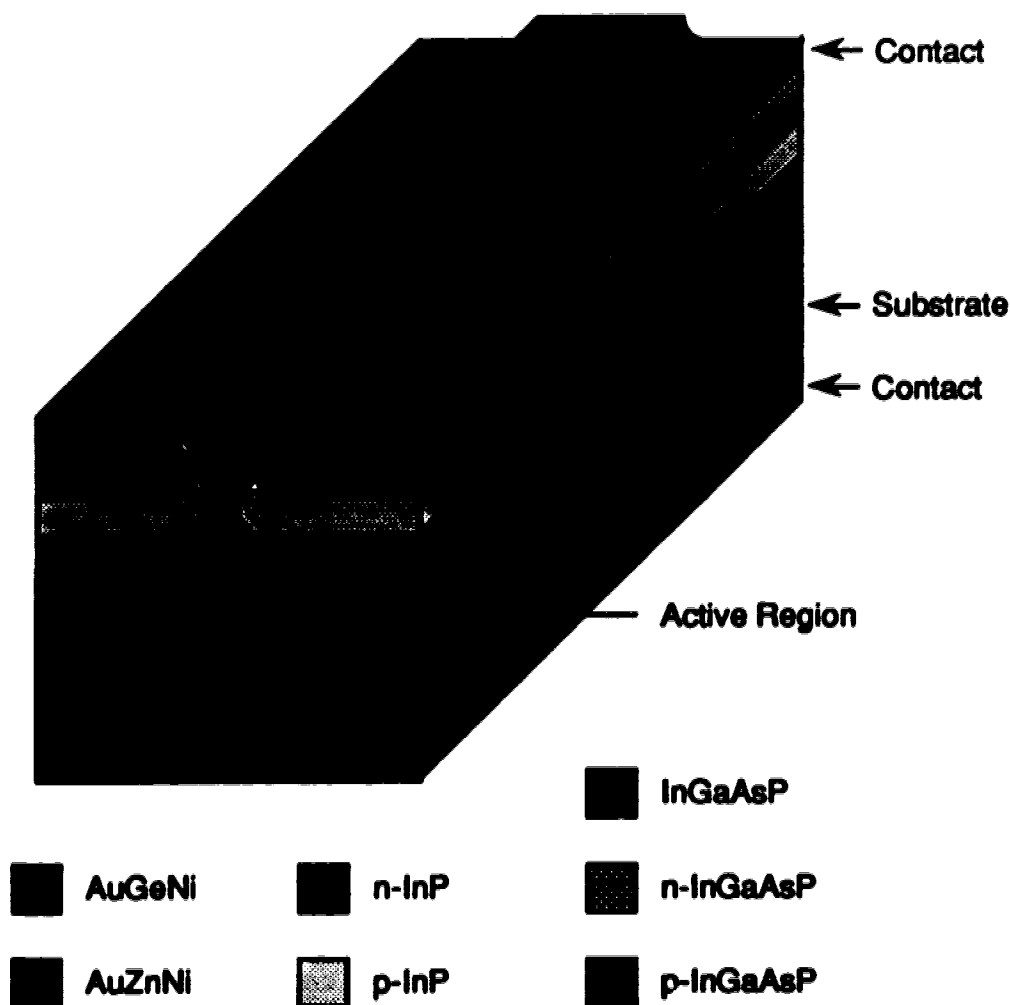 Contact
Substrate
Contact
Active Region
InGaAsP
AuGeNi n-InP n-InGaAsP
AuZnNi p-InP p-InGaAsP